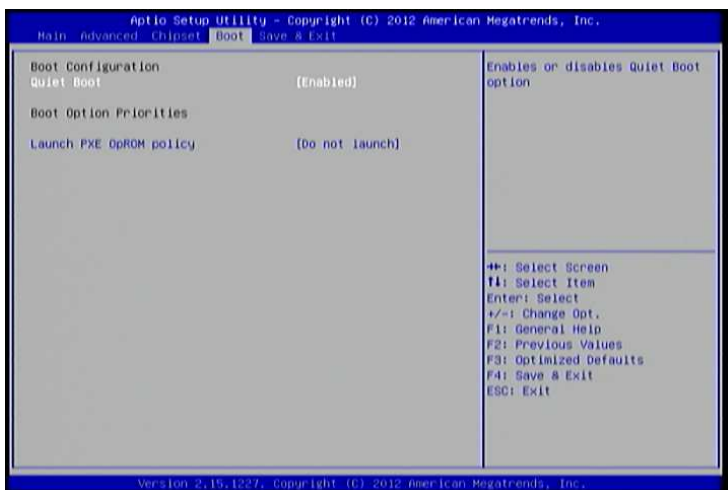 Aptio Setup Utility - Copyright (C) 2012 American Megatrends, Inc.
Main Advanced Chipset Boot Save & Exit
Boot Configuration
Quiet Boot [Enabled]
Boot Option Priorities
Launch PXE OpROM policy [Do not launch]
Enables or disables Quiet Boot
option
→←: Select Screen
↑↓: Select Item
Enter: Select
+/-: Change Opt.
F1: General Help
F2: Previous Values
F3: Optimized Defaults
F4: Save & Exit
ESC: Exit
Version 2.15.1227. Copyright (C) 2012 American Megatrends, Inc.